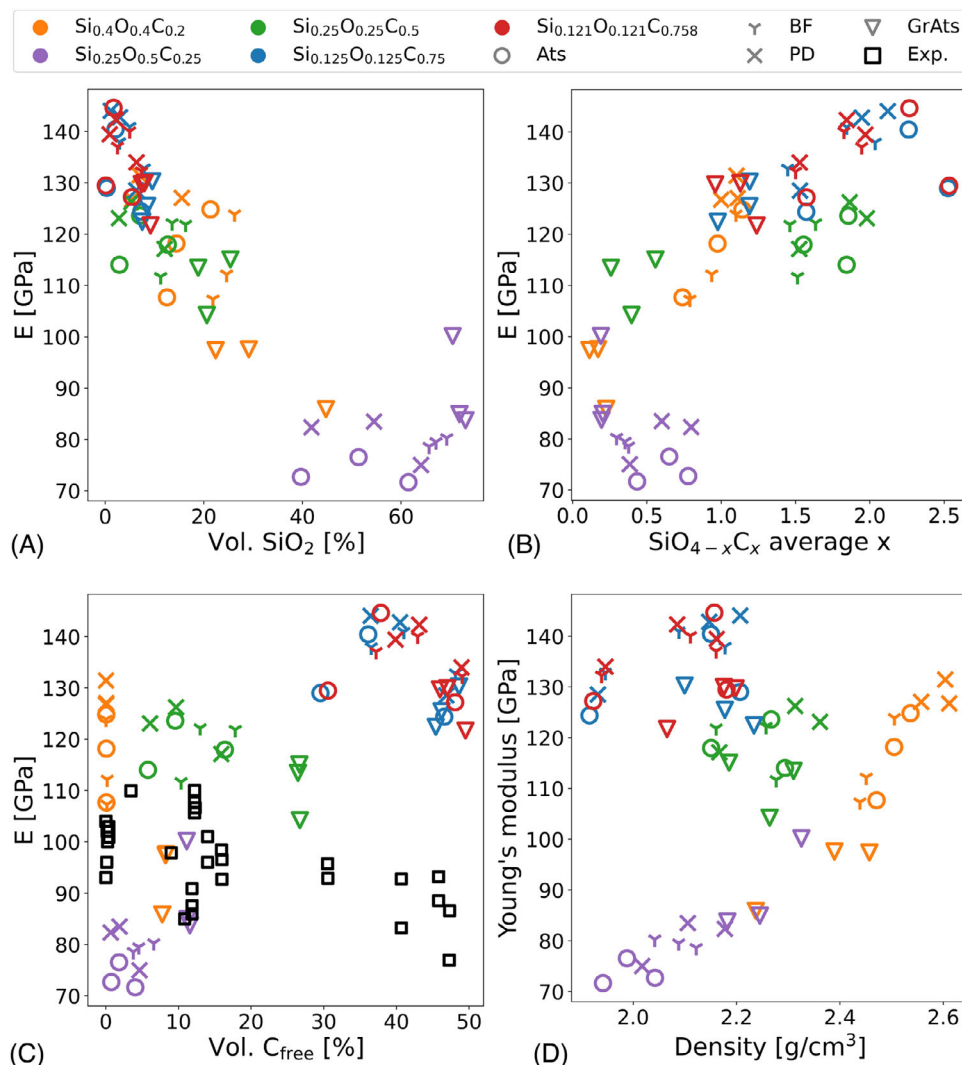 Si0.4O0.4C0.2 Si0.25O0.25C0.5 Si0.121O0.121C0.758 BF GrAts
Si0.25O0.5C0.25 Si0.125O0.125C0.75 Ats PD Exp.
E [GPa]
140
130
120
110
100
90
80
70
0 20 40 60
(A) Vol. SiO2 [%]
E [GPa]
140
130
120
110
100
90
80
70
0.0 0.5 1.0 1.5 2.0 2.5
(B) SiO4−xCx average x
E [GPa]
140
130
120
110
100
90
80
70
0 10 20 30 40 50
(C) Vol. Cfree [%]
Young's modulus [GPa]
140
130
120
110
100
90
80
70
2.0 2.2 2.4 2.6
(D) Density [g/cm³]